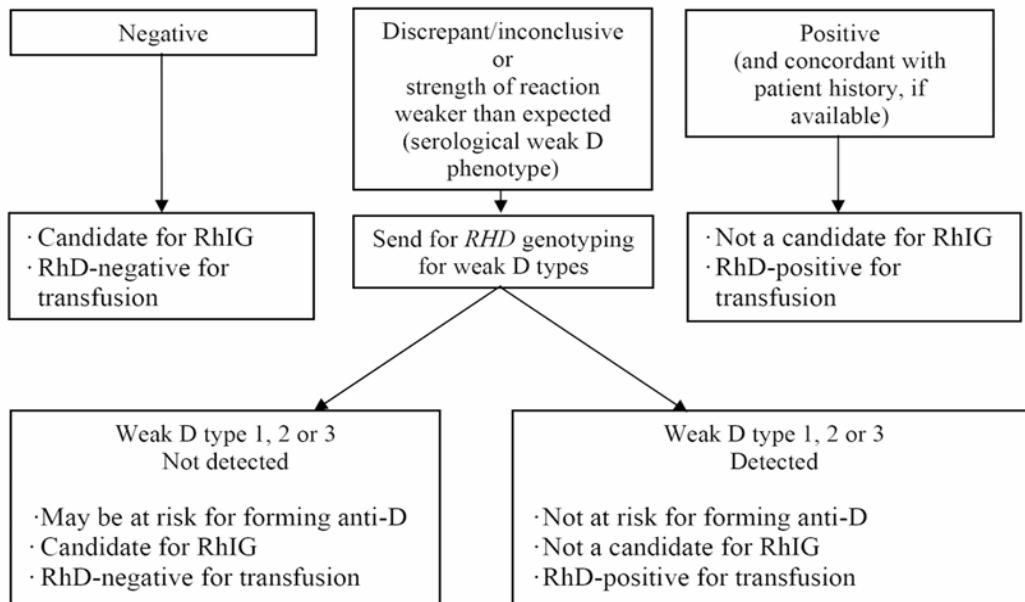 Negative
Discrepant/inconclusive
or
strength of reaction
weaker than expected
(serological weak D
phenotype)
Positive
(and concordant with
patient history, if
available)
· Candidate for RhIG
· RhD-negative for
transfusion
Send for RHD genotyping
for weak D types
· Not a candidate for RhIG
· RhD-positive for
transfusion
Weak D type 1, 2 or 3
Not detected
·May be at risk for forming anti-D
·Candidate for RhIG
·RhD-negative for transfusion
Weak D type 1, 2 or 3
Detected
·Not at risk for forming anti-D
·Not a candidate for RhIG
·RhD-positive for transfusion